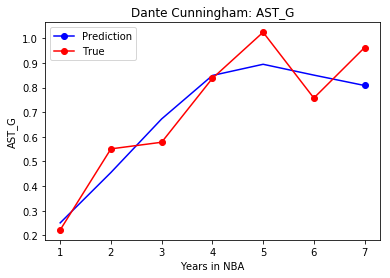 Dante Cunningham: AST_G
Prediction
True
AST_G
1.0
0.9
0.8
0.7
0.6
0.5
0.4
0.3
0.2
1 2 3 4 5 6 7
Years in NBA